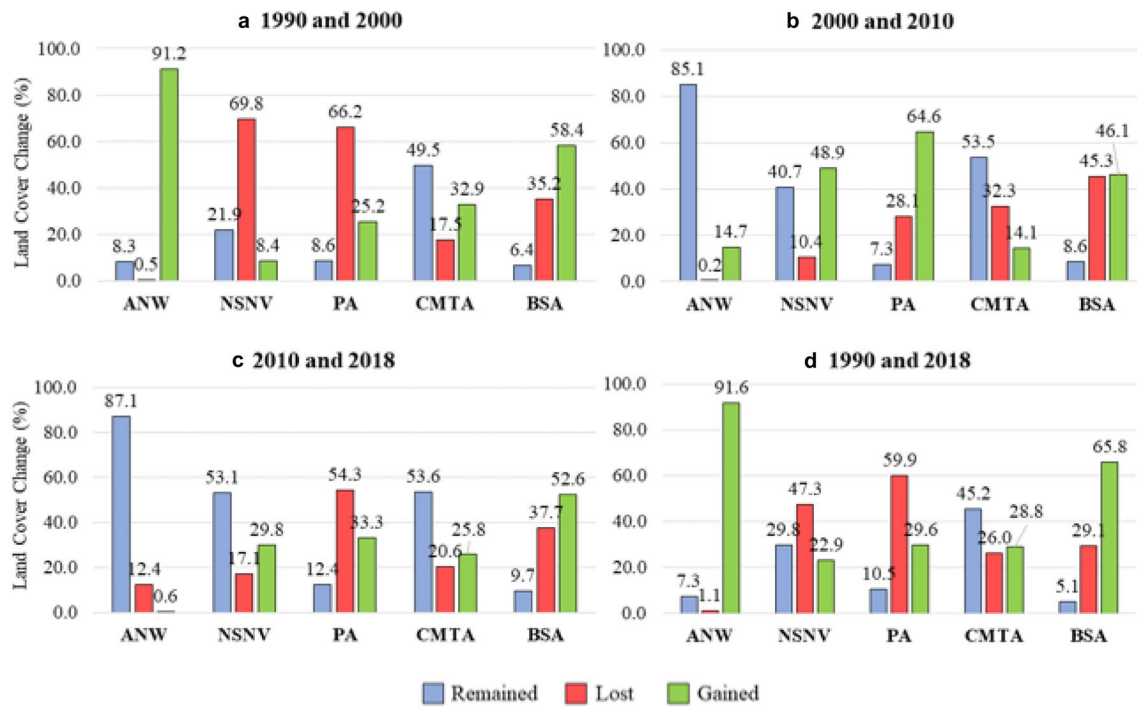 a 1990 and 2000
Land Cover Change (%)
100.0
80.0
60.0
40.0
20.0
0.0
8.3 0.5 91.2
21.9 69.8 8.4
8.6 66.2 25.2
49.5 17.5 32.9
6.4 35.2 58.4
ANW NSNV PA CMTA BSA
b 2000 and 2010
100.0
80.0
60.0
40.0
20.0
0.0
85.1 0.2 14.7
40.7 10.4 48.9
7.3 28.1 64.6
53.5 32.3 14.1
8.6 45.3 46.1
ANW NSNV PA CMTA BSA
c 2010 and 2018
Land Cover Change (%)
100.0
80.0
60.0
40.0
20.0
0.0
87.1 12.4 0.6
53.1 17.1 29.8
12.4 54.3 33.3
53.6 20.6 25.8
9.7 37.7 52.6
ANW NSNV PA CMTA BSA
d 1990 and 2018
100.0
80.0
60.0
40.0
20.0
0.0
7.3 1.1 91.6
29.8 47.3 22.9
10.5 59.9 29.6
45.2 26.0 28.8
5.1 29.1 65.8
ANW NSNV PA CMTA BSA
Remained Lost Gained